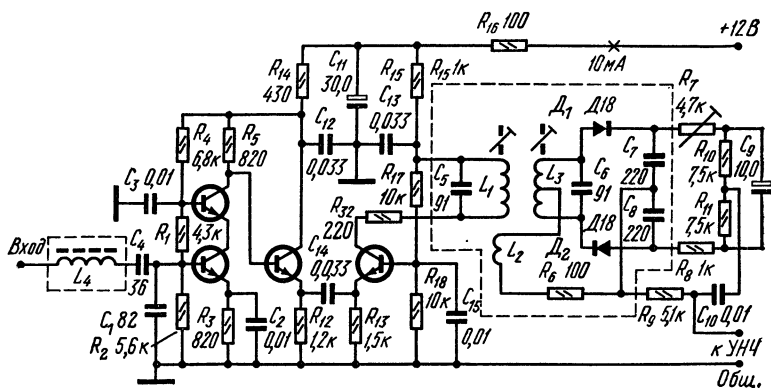 R16 100
+12В
10мА
R14
430
C11
30,0
C13
0,033
R15
R15 1к
Д1
Д18
R7
4,7к
R4
6,8к
R5
820
C12
0,033
R17
10к
C5
91
L1
L3
C6
91
C7
220
R10
7,5к
C9
10,0
C3 0,01
R32
220
Д18
C8
220
R11
7,5к
R1
4,3к
Вход
L4
C4
36
C14
0,033
L2
Д2
R6 100
R8
1к
C1 82
R2 5,6к
R3
820
C2
0,01
R12
1,2к
R13
1,5к
R18
10к
C15
0,01
R9 5,1к
C10 0,01
к УНЧ
Общ.